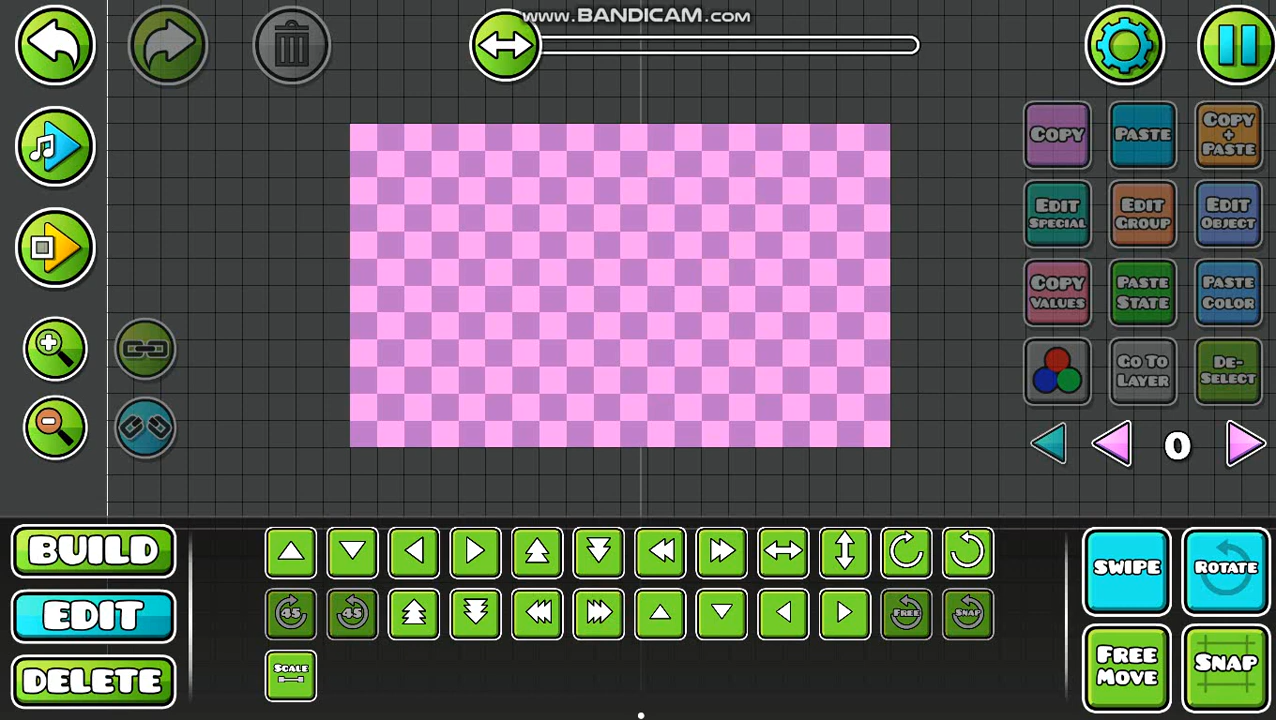 www.BANDICAM.com
COPY
PASTE
COPY
+
PASTE
EDIT
SPECIAL
EDIT
GROUP
EDIT
OBJECT
COPY
VALUES
PASTE
STATE
PASTE
COLOR
GO TO
LAYER
DE-
SELECT
0
BUILD
EDIT
DELETE
45
45
FREE
SNAP
SCALE
SWIPE
ROTATE
FREE
MOVE
SNAP